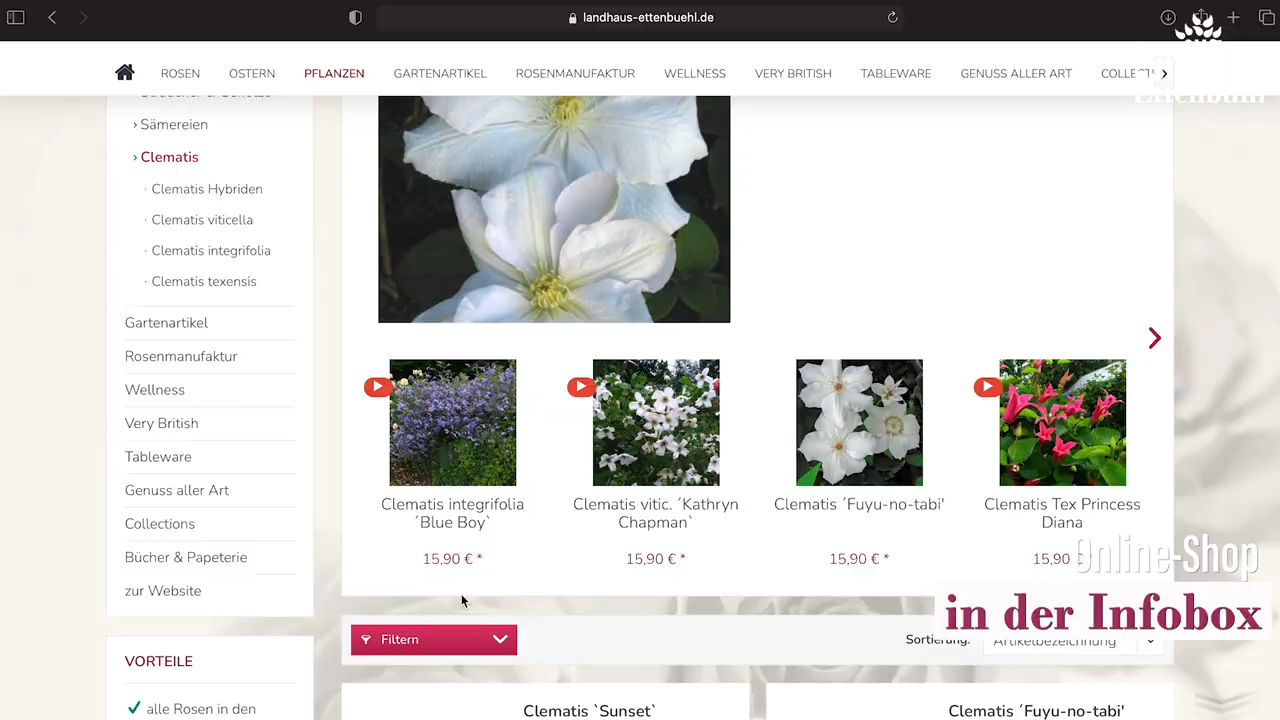 landhaus-ettenbuehl.de
ROSEN OSTERN PFLANZEN GARTENARTIKEL ROSENMANUFAKTUR WELLNESS VERY BRITISH TABLEWARE GENUSS ALLER ART
› Sämereien
› Clematis
· Clematis Hybriden
· Clematis viticella
· Clematis integrifolia
· Clematis texensis
Gartenartikel
Rosenmanufaktur
Wellness
Very British
Tableware
Genuss aller Art
Collections
Bücher & Papeterie
zur Website
VORTEILE
alle Rosen in den
Clematis integrifolia
´Blue Boy`
15,90 € *
Clematis vitic. ´Kathryn
Chapman`
15,90 € *
Clematis ´Fuyu-no-tabi'
15,90 € *
Clematis Tex Princess
Diana
15,90
Online-Shop
in der Infobox
Filtern
Sortierung:
Artikelbezeichnung
Clematis `Sunset`
Clematis ´Fuyu-no-tabi'